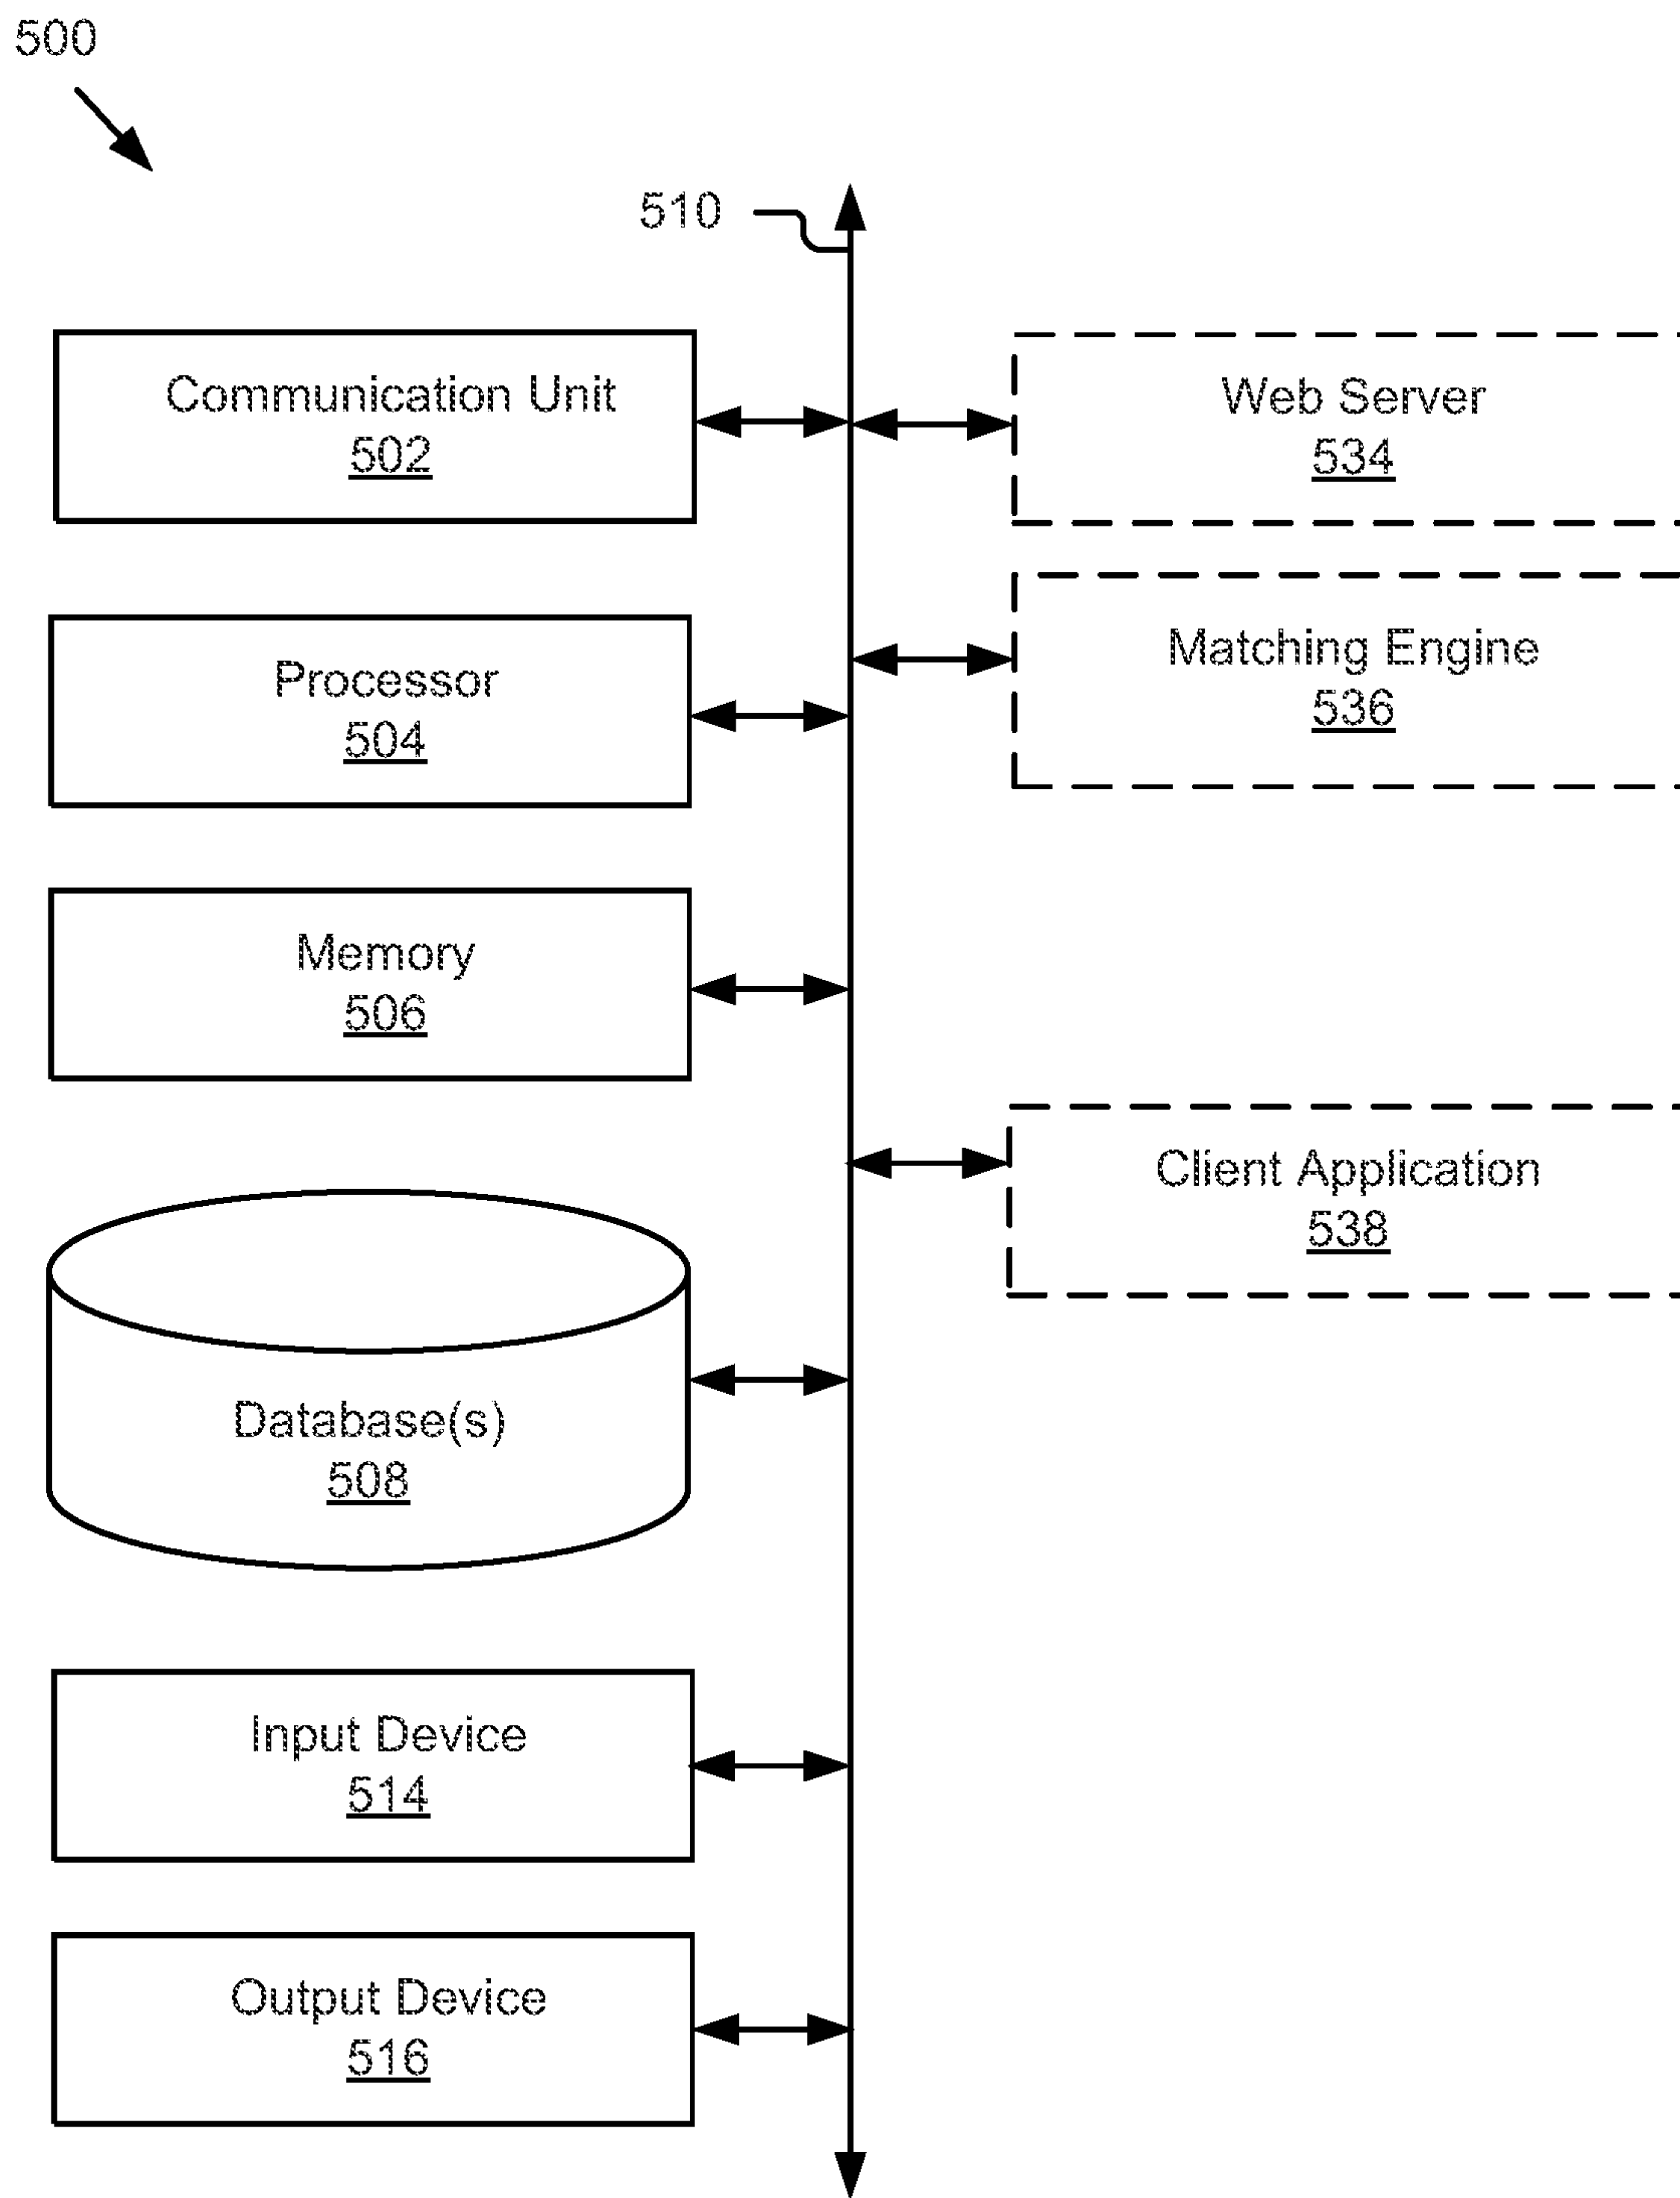 500
510
Communication Unit
502
Web Server
534
Processor
504
Matching Engine
536
Memory
506
Client Application
538
Database(s)
508
Input Device
514
Output Device
516